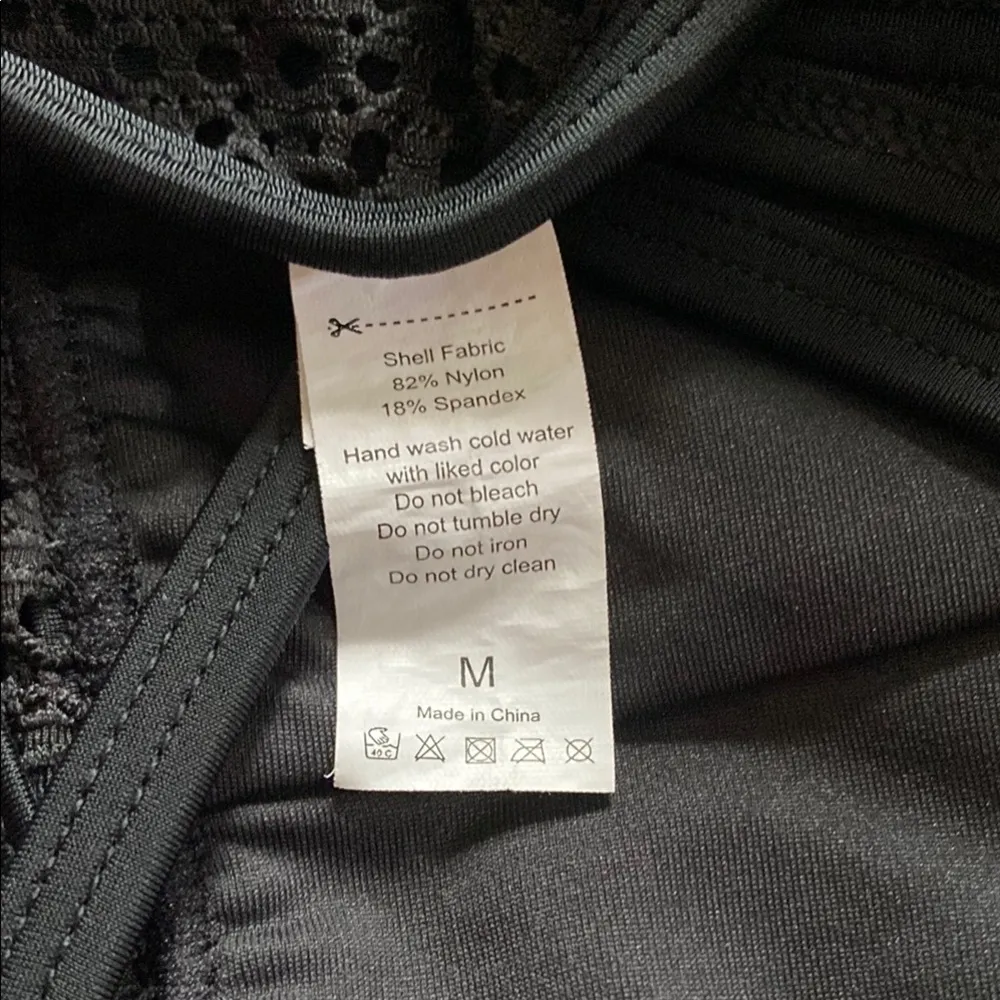 Shell Fabric
82% Nylon
18% Spandex
Hand wash cold water
with liked color
Do not bleach
Do not tumble dry
Do not iron
Do not dry clean
M
Made in China
40 C